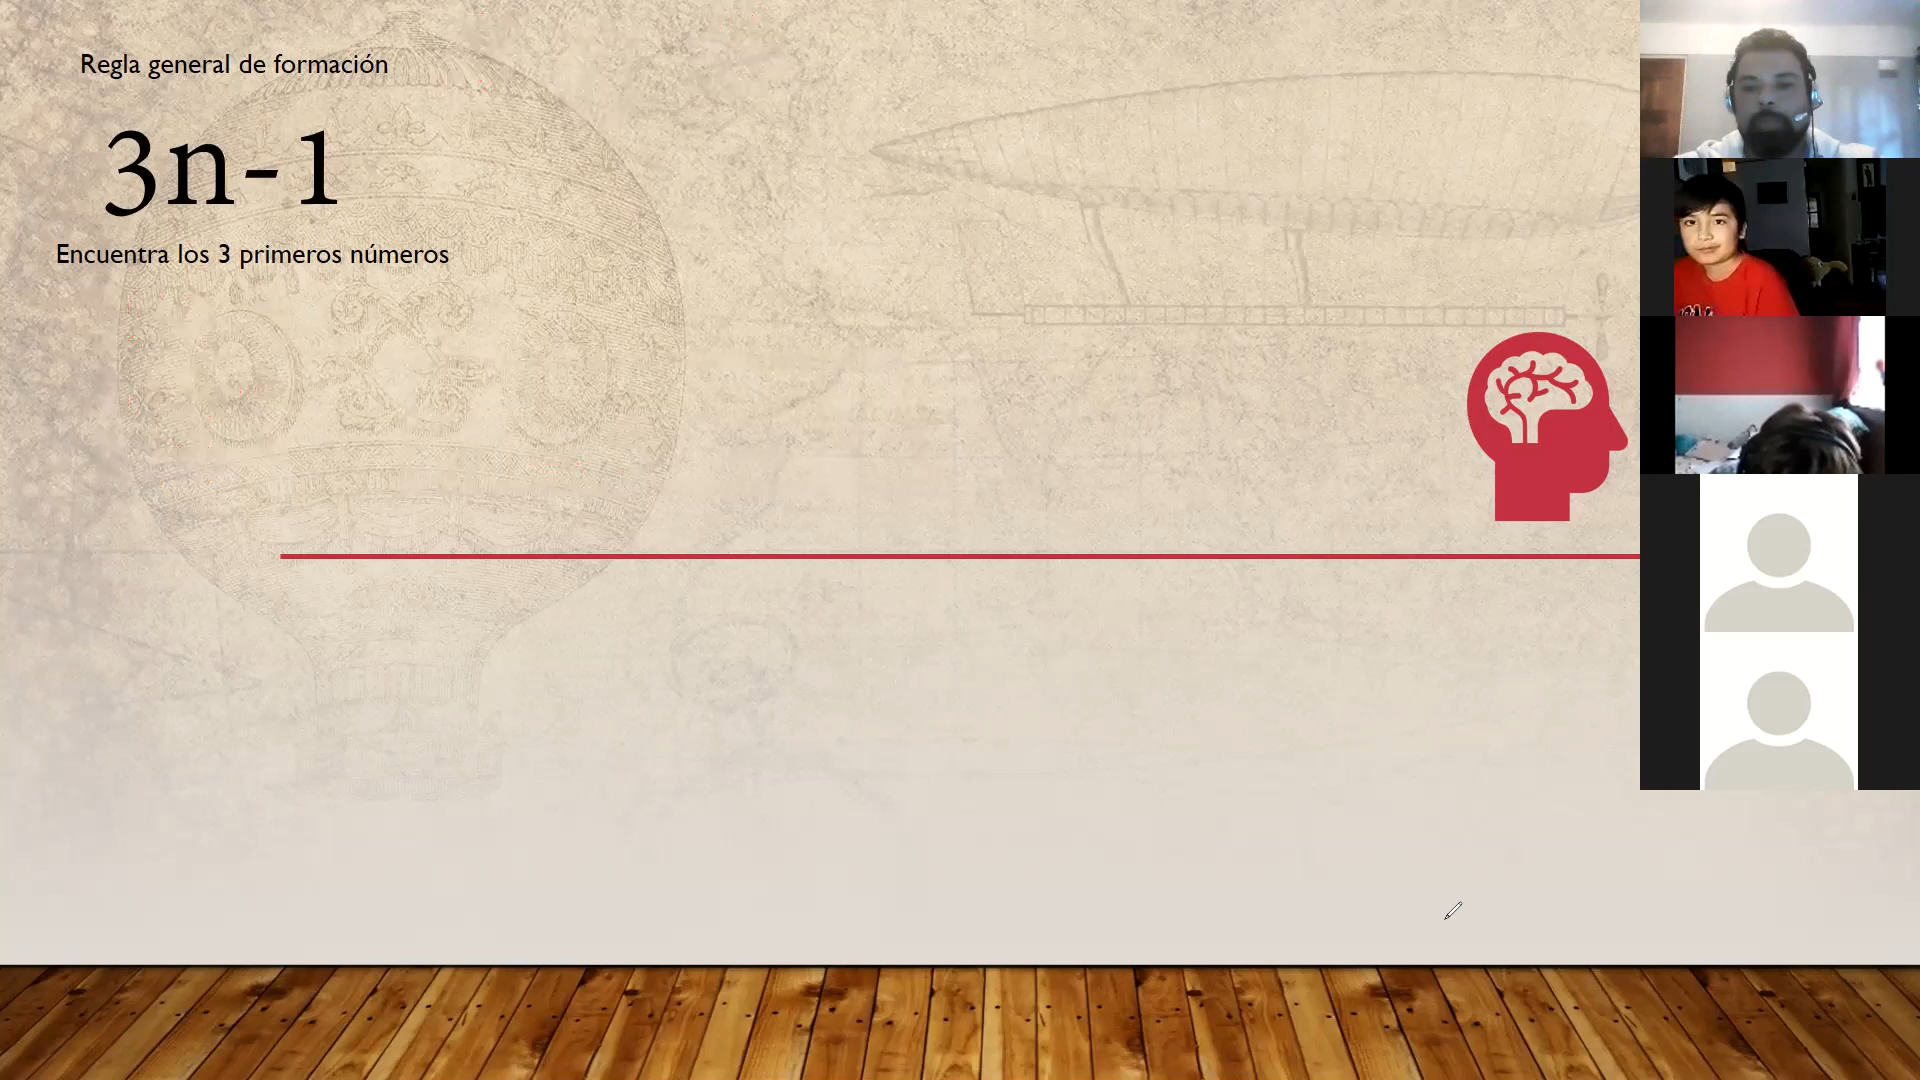 Regla general de formación
3n-1
Encuentra los 3 primeros números